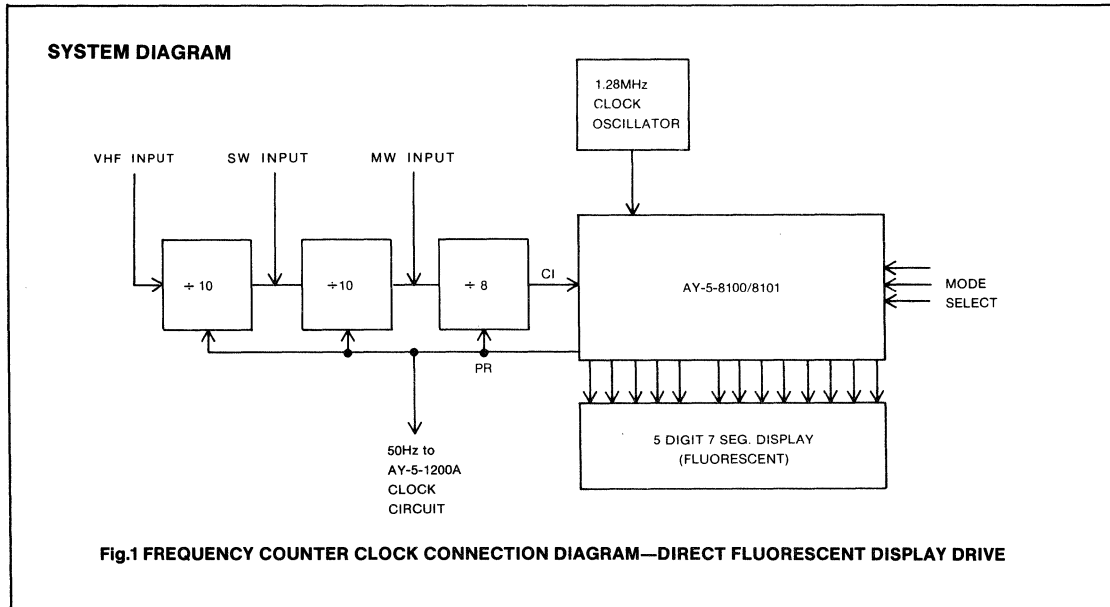 SYSTEM DIAGRAM
1.28MHz
CLOCK
OSCILLATOR
VHF INPUT
SW INPUT
MW INPUT
÷ 10
÷10
÷ 8
CI
AY-5-8100/8101
MODE
SELECT
PR
50Hz to
AY-5-1200A
CLOCK
CIRCUIT
5 DIGIT 7 SEG. DISPLAY
(FLUORESCENT)
Fig.1 FREQUENCY COUNTER CLOCK CONNECTION DIAGRAM—DIRECT FLUORESCENT DISPLAY DRIVE